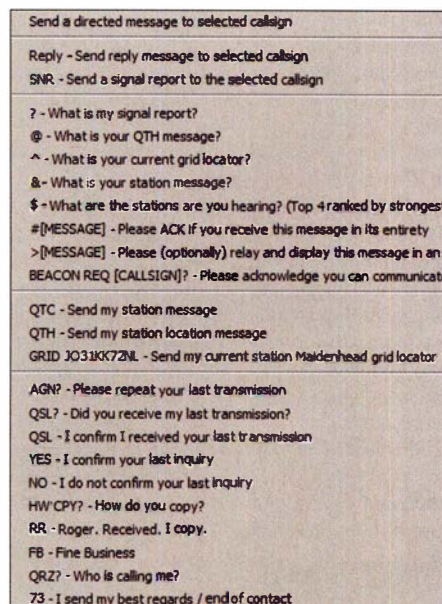 Send a directed message to selected callsign
Reply - Send reply message to selected callsign
SNR - Send a signal report to the selected callsign
? - What is my signal report?
@ - What is your QTH message?
^ - What is your current grid locator?
& - What is your station message?
$ - What are the stations are you hearing? (Top 4 ranked by strongest
#[MESSAGE] - Please ACK if you receive this message in its entirety
>[MESSAGE] - Please (optionally) relay and display this message in an
BEACON REQ [CALLSIGN]? - Please acknowledge you can communicat
QTC - Send my station message
QTH - Send my station location message
GRID JO31KK72NL - Send my current station Maidenhead grid locator
AGN? - Please repeat your last transmission
QSL? - Did you receive my last transmission?
QSL - I confirm I received your last transmission
YES - I confirm your last inquiry
NO - I do not confirm your last inquiry
HW CPY? - How do you copy?
RR - Roger. Received. I copy.
FB - Fine Business
QRZ? - Who is calling me?
73 - I send my best regards / end of contact